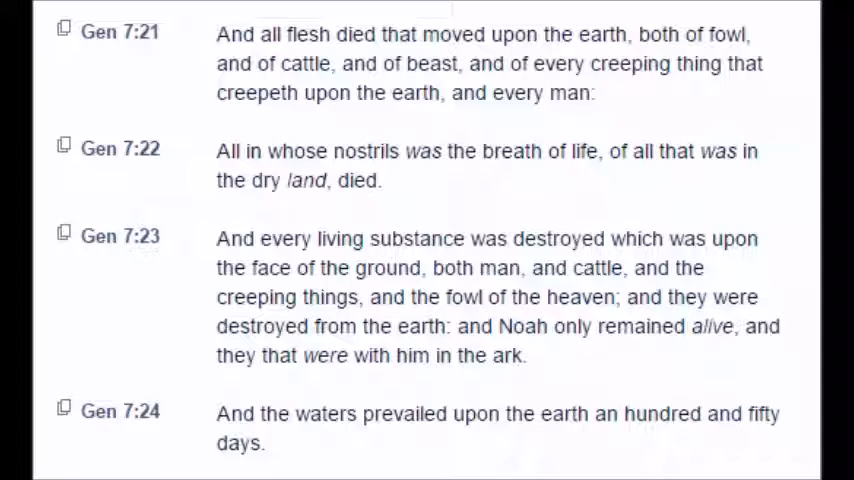 Gen 7:21 And all flesh died that moved upon the earth, both of fowl,
and of cattle, and of beast, and of every creeping thing that
creepeth upon the earth, and every man:
Gen 7:22 All in whose nostrils was the breath of life, of all that was in
the dry land, died.
Gen 7:23 And every living substance was destroyed which was upon
the face of the ground, both man, and cattle, and the
creeping things, and the fowl of the heaven; and they were
destroyed from the earth: and Noah only remained alive, and
they that were with him in the ark.
Gen 7:24 And the waters prevailed upon the earth an hundred and fifty
days.